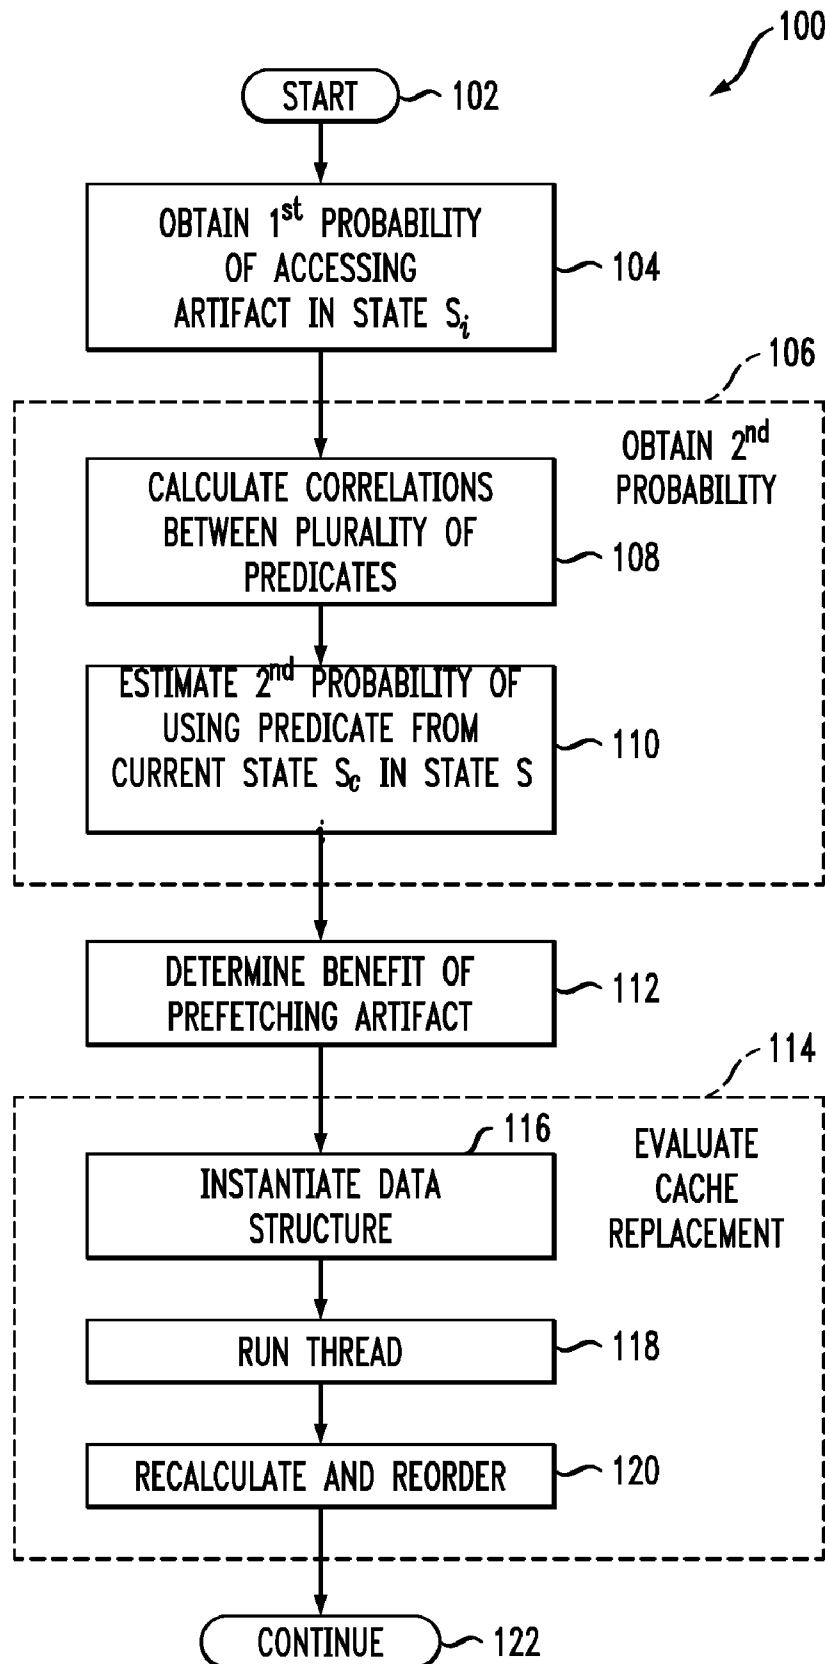 100
START
102
OBTAIN 1st PROBABILITY
OF ACCESSING
ARTIFACT IN STATE Si
104
106
OBTAIN 2nd
PROBABILITY
CALCULATE CORRELATIONS
BETWEEN PLURALITY OF
PREDICATES
108
ESTIMATE 2nd PROBABILITY OF
USING PREDICATE FROM
CURRENT STATE Sc IN STATE S
i
110
DETERMINE BENEFIT OF
PREFETCHING ARTIFACT
112
114
EVALUATE
CACHE
REPLACEMENT
116
INSTANTIATE DATA
STRUCTURE
RUN THREAD
118
RECALCULATE AND REORDER
120
CONTINUE
122